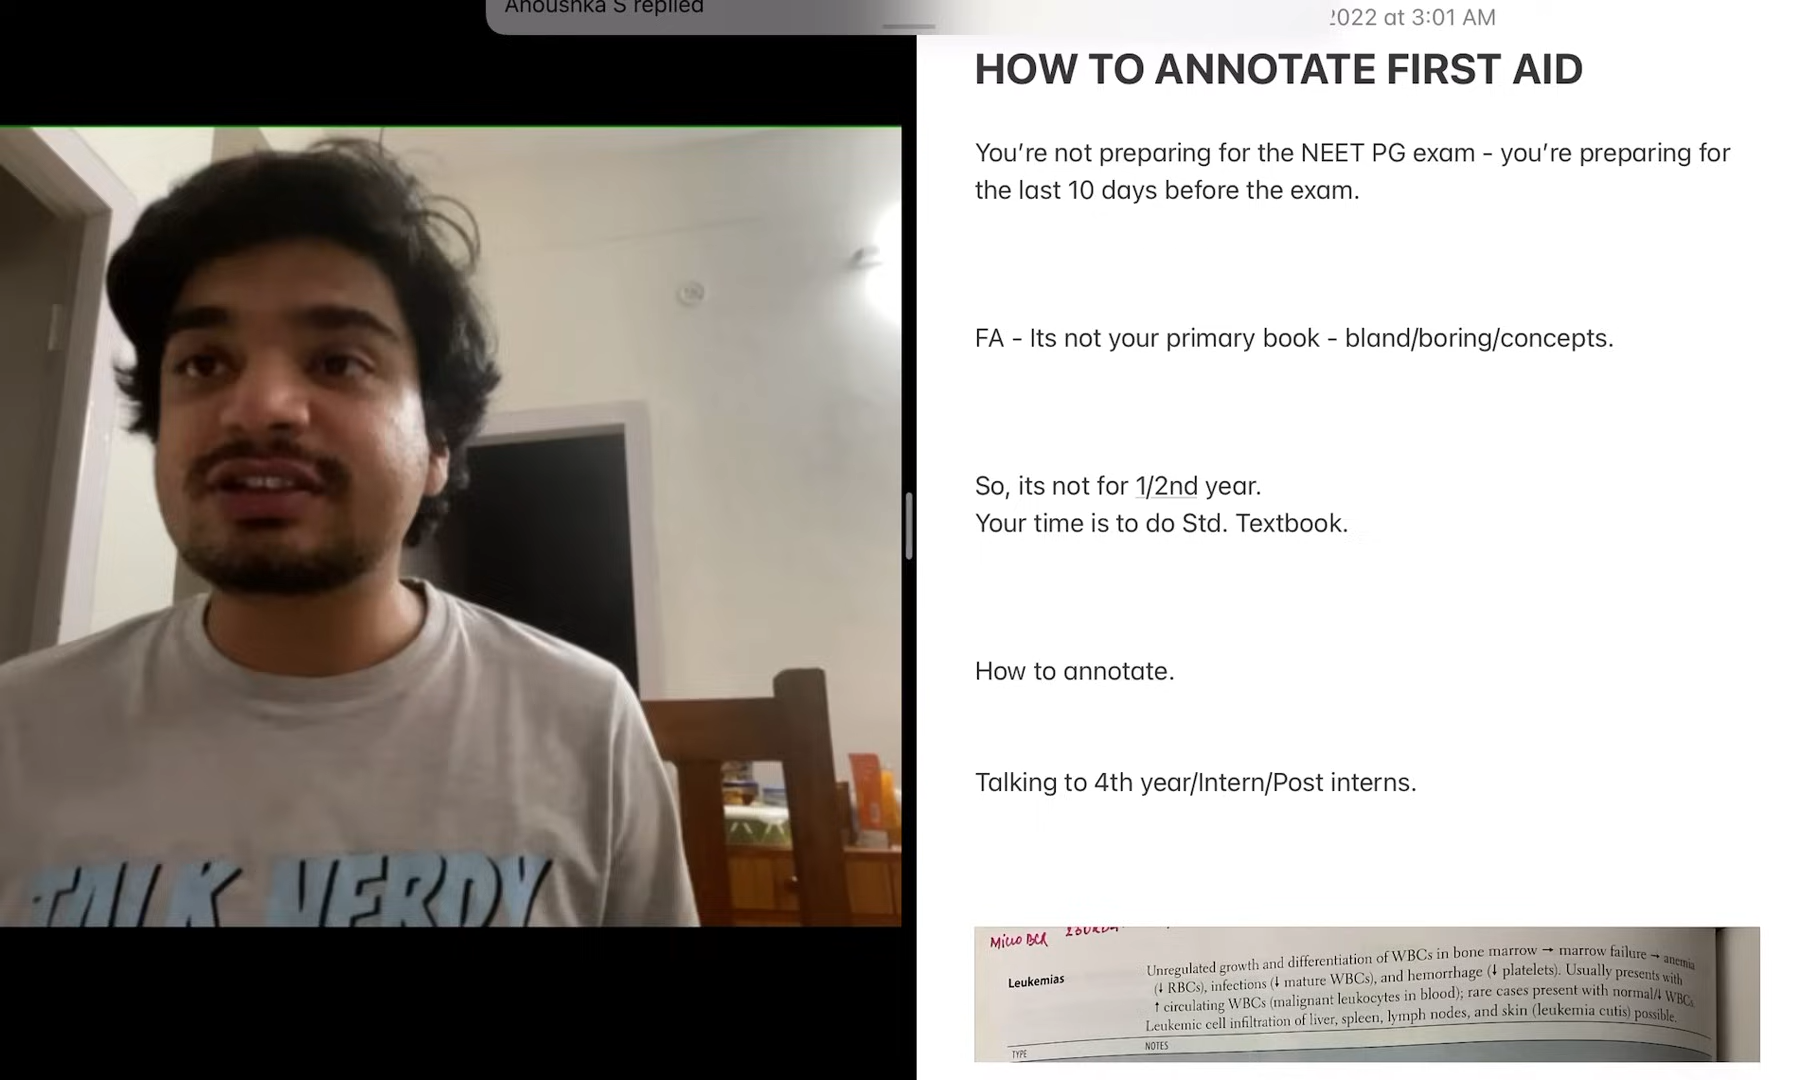 Anoushka S replied
2022 at 3:01 AM
HOW TO ANNOTATE FIRST AID
You’re not preparing for the NEET PG exam - you’re preparing for
the last 10 days before the exam.
FA - Its not your primary book - bland/boring/concepts.
So, its not for 1/2nd year.
Your time is to do Std. Textbook.
How to annotate.
Talking to 4th year/Intern/Post interns.
TALK NERDY
Micro BCR
Leukemias
Unregulated growth and differentiation of WBCs in bone marrow → marrow failure → anemia
(↓ RBCs), infections (↓ mature WBCs), and hemorrhage (↓ platelets). Usually presents with
↑ circulating WBCs (malignant leukocytes in blood); rare cases present with normal/↓ WBCs.
Leukemic cell infiltration of liver, spleen, lymph nodes, and skin (leukemia cutis) possible.
TYPE NOTES